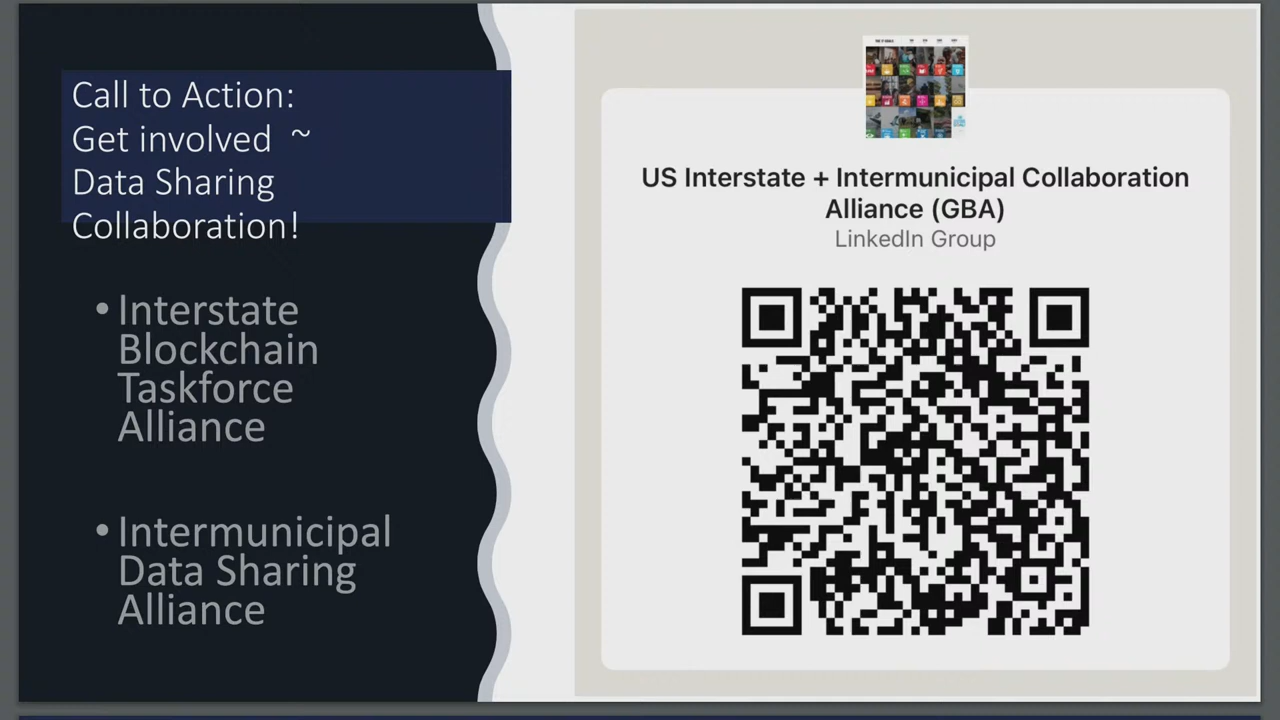 Call to Action:
Get involved ~
Data Sharing
Collaboration!
• Interstate
Blockchain
Taskforce
Alliance
• Intermunicipal
Data Sharing
Alliance
US Interstate + Intermunicipal Collaboration
Alliance (GBA)
LinkedIn Group